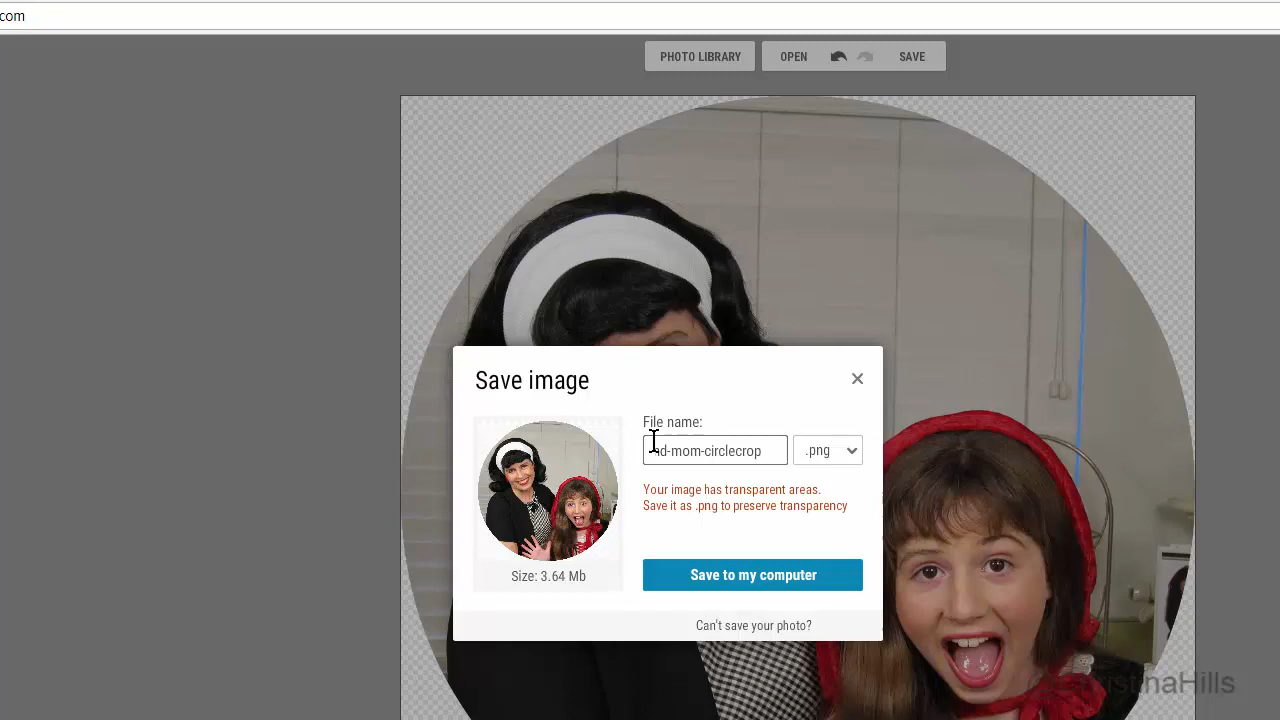 .com
PHOTO LIBRARY OPEN SAVE
Save image
File name:
d-mom-circlecrop .png
Your image has transparent areas.
Save it as .png to preserve transparency
Size: 3.64 Mb
Save to my computer
Can't save your photo?
@ChristinaHills